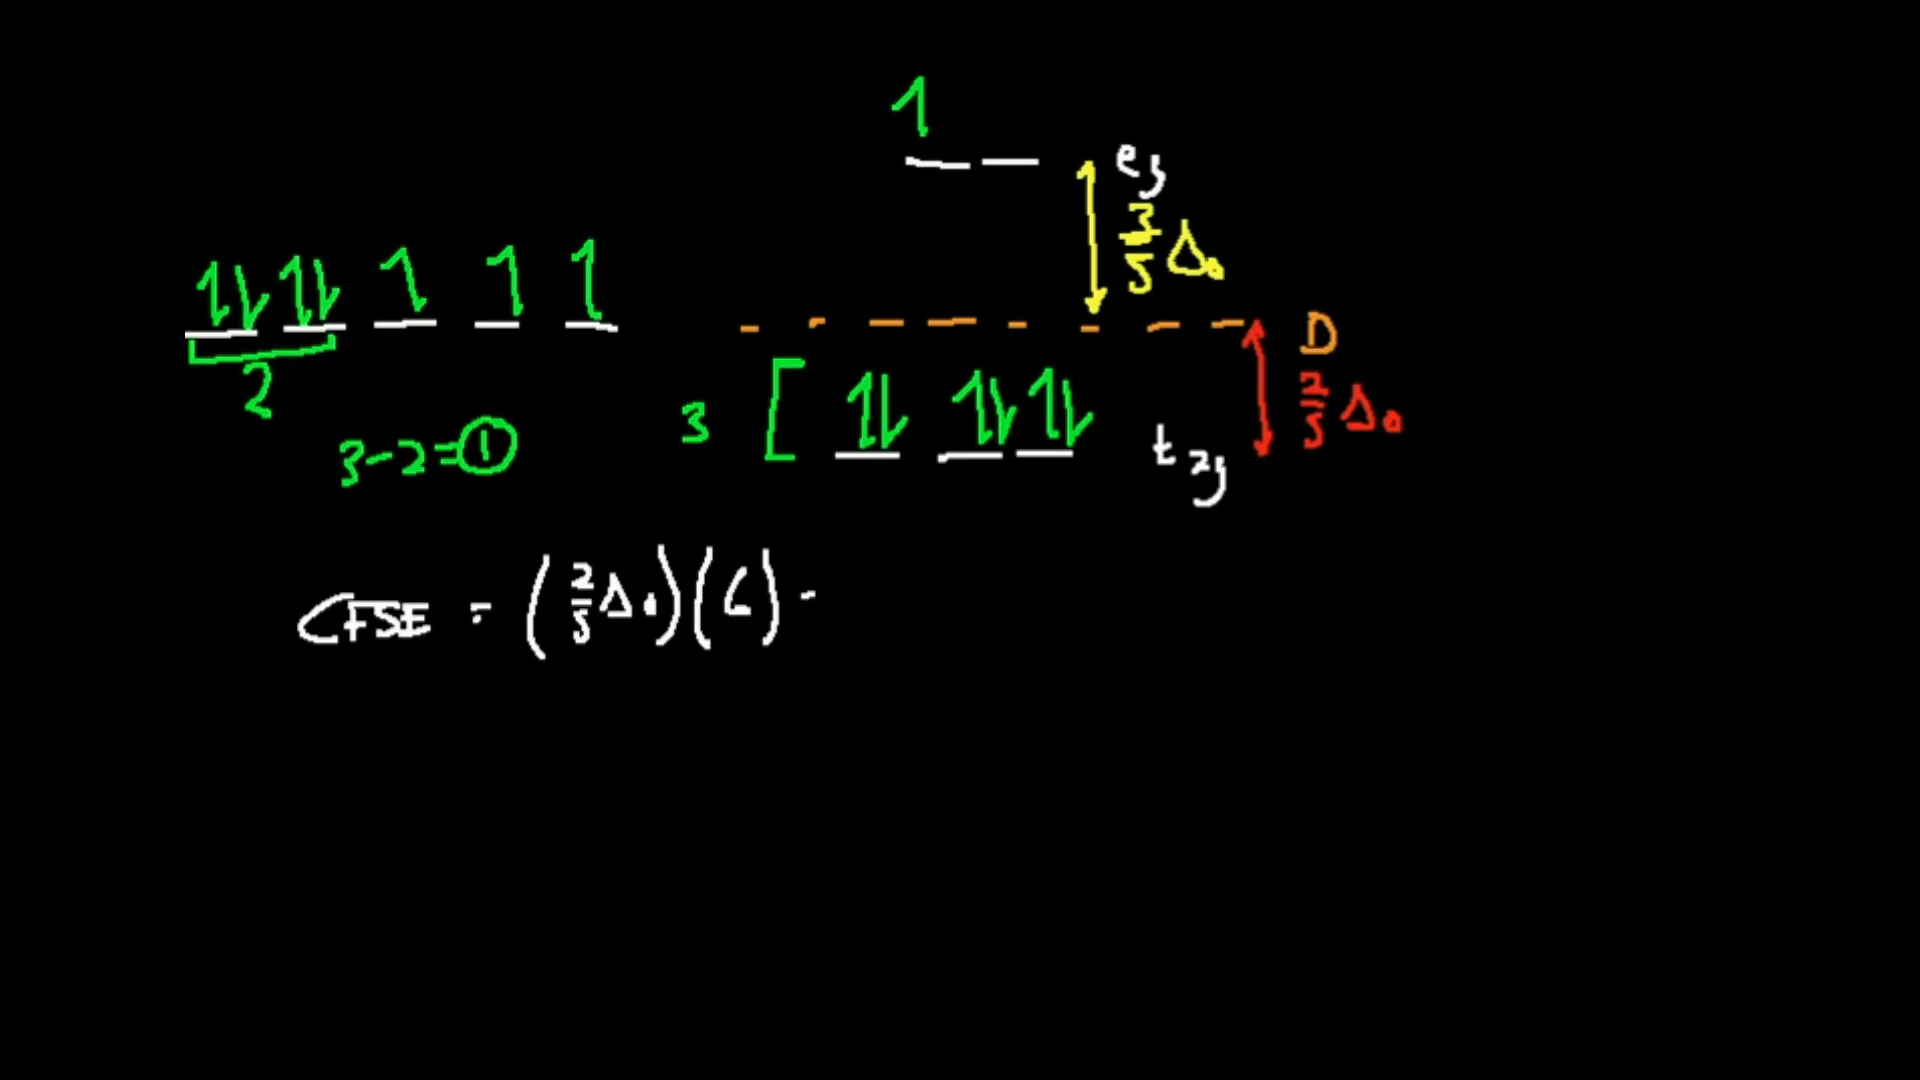 1
e_g
3/5 Δ₀
1L 1L 1 1 1
D
2
3 [ 1L 1L 1L
2/5 Δ₀
3-2=①
t_2g
CFSE = (2/5 Δ₀)(6) -